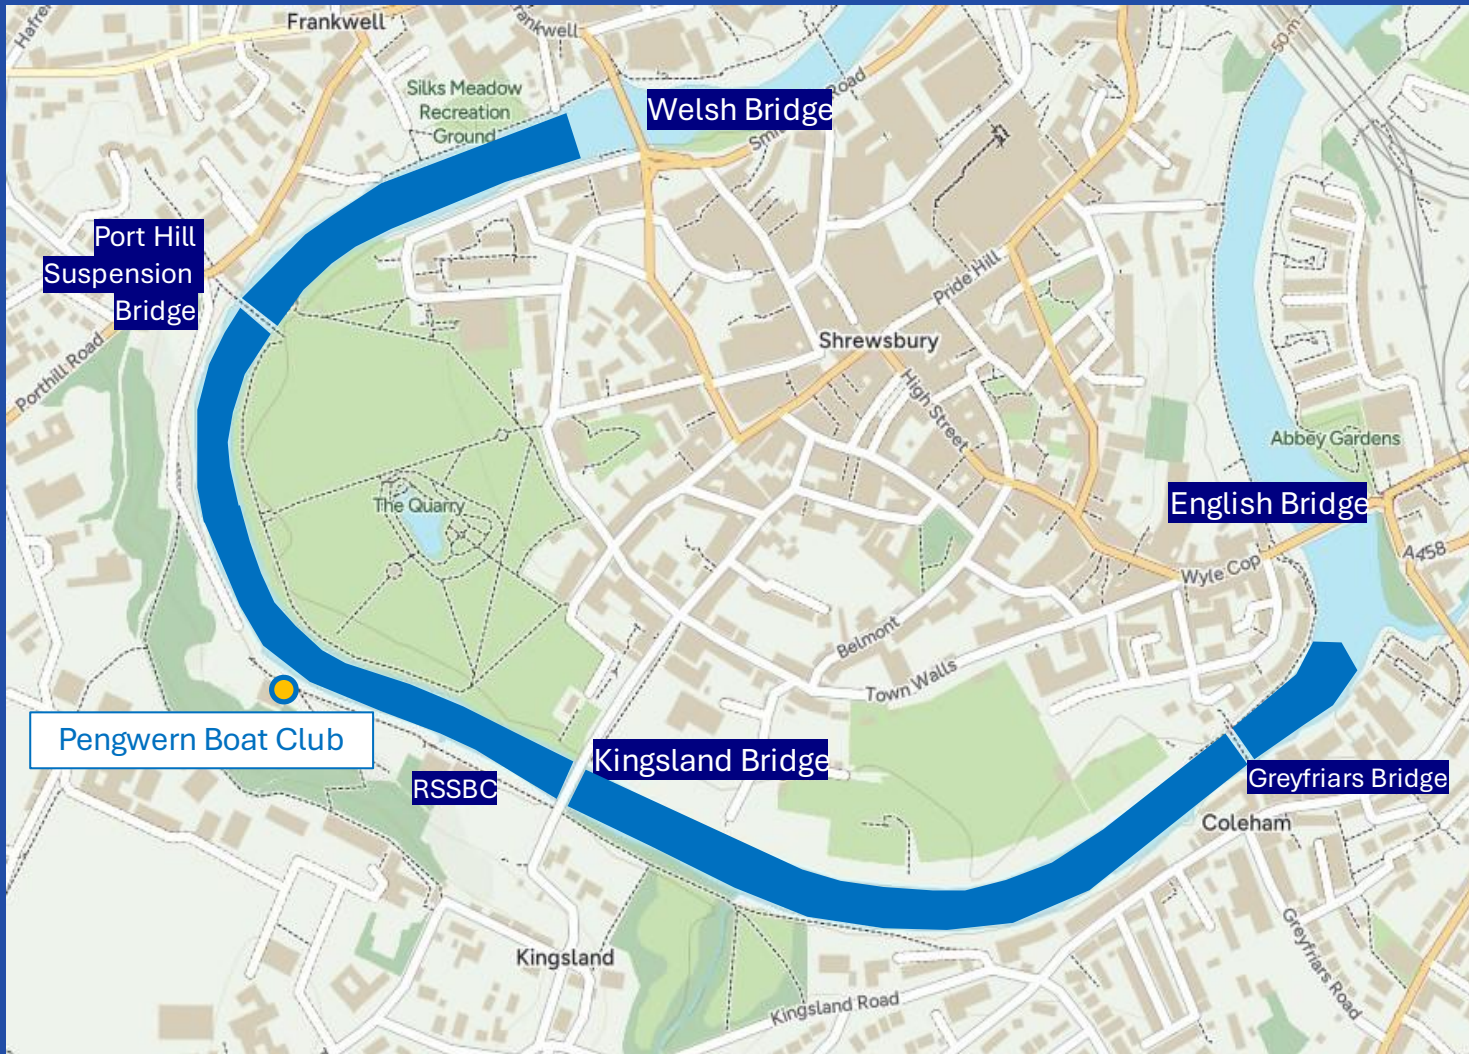 Frankwell
Silks Meadow
Recreation
Ground
Welsh Bridge
Road
50 m
Port Hill
Suspension
Bridge
Porthill Road
Pride Hill
Shrewsbury
High Street
Abbey Gardens
The Quarry
English Bridge
A458
Wyle Cop
Belmont
Town Walls
Pengwern Boat Club
RSSBC
Kingsland Bridge
Greyfriars Bridge
Coleham
Kingsland
Kingsland Road
Greyfriars Road